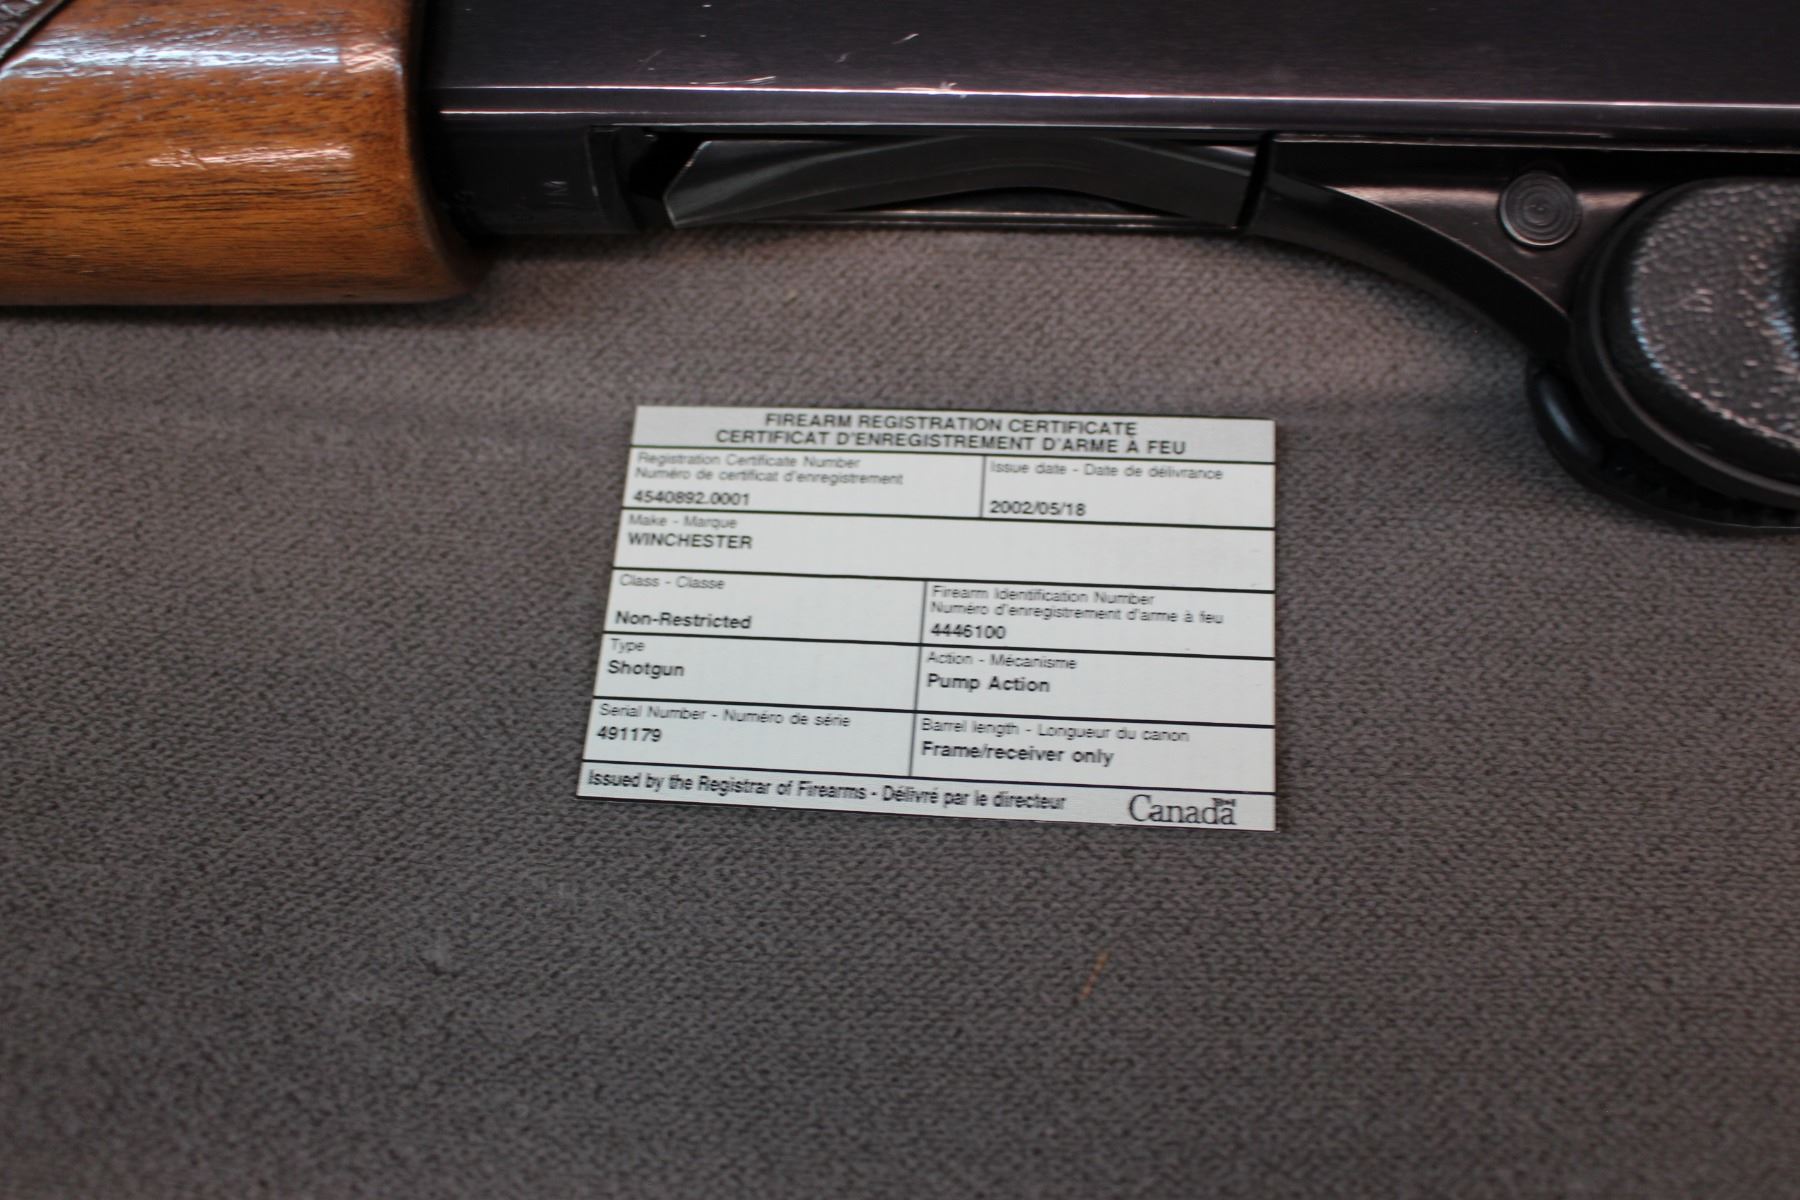 FIREARM REGISTRATION CERTIFICATE
CERTIFICAT D'ENREGISTREMENT D'ARME À FEU
Registration Certificate Number
Numéro de certificat d'enregistrement
4540892.0001
Issue date - Date de délivrance
2002/05/18
Make - Marque
WINCHESTER
Class - Classe
Non-Restricted
Firearm Identification Number
Numéro d'enregistrement d'arme à feu
4446100
Type
Shotgun
Action - Mécanisme
Pump Action
Serial Number - Numéro de série
491179
Barrel length - Longueur du canon
Frame/receiver only
Issued by the Registrar of Firearms - Délivré par le directeur
Canada